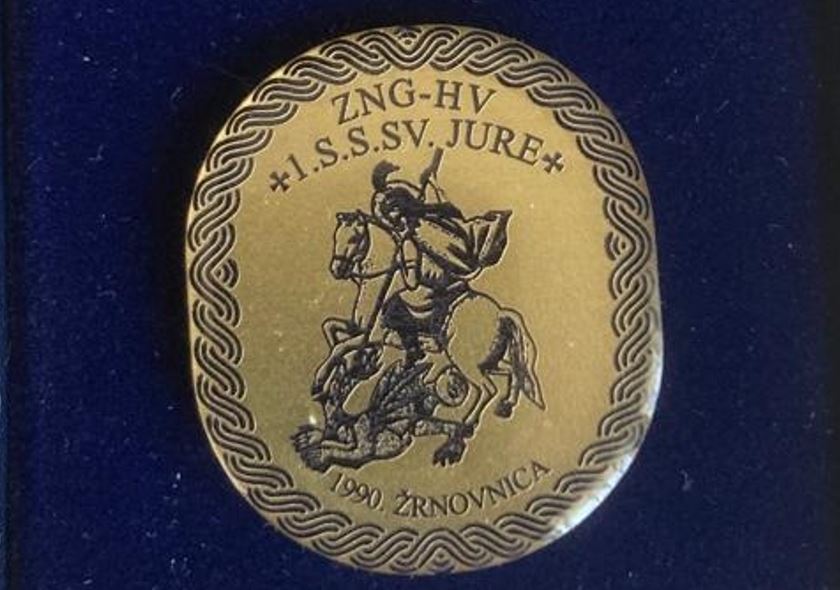 ZNG-HV
1.S.S.SV. JURE
1990. ŽRNOVNICA